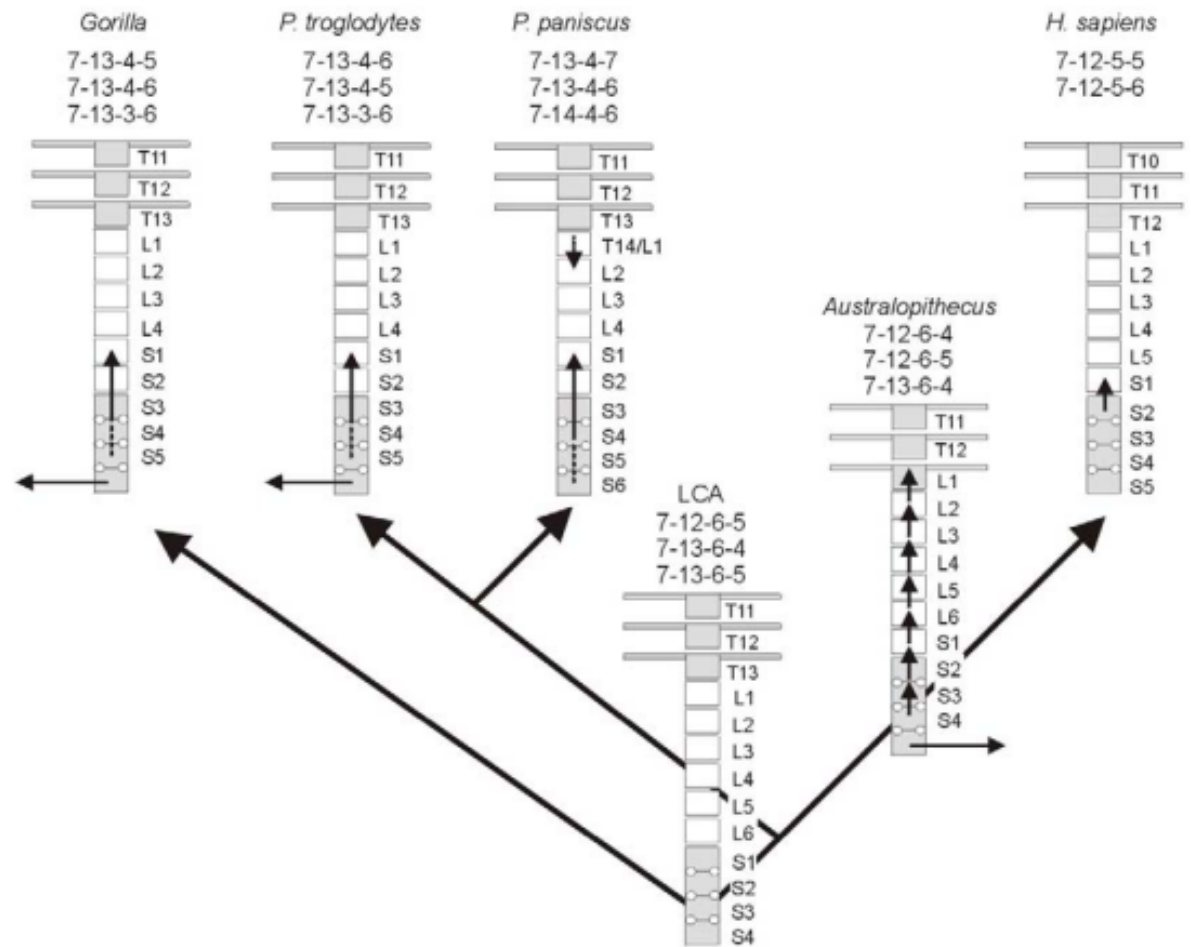 Gorilla
7-13-4-5
7-13-4-6
7-13-3-6
T11
T12
T13
L1
L2
L3
L4
S1
S2
S3
S4
S5
P. troglodytes
7-13-4-6
7-13-4-5
7-13-3-6
T11
T12
T13
L1
L2
L3
L4
S1
S2
S3
S4
S5
P. paniscus
7-13-4-7
7-13-4-6
7-14-4-6
T11
T12
T13
T14/L1
L2
L3
L4
S1
S2
S3
S4
S5
S6
LCA
7-12-6-5
7-13-6-4
7-13-6-5
T11
T12
T13
L1
L2
L3
L4
L5
L6
S1
S2
S3
S4
Australopithecus
7-12-6-4
7-12-6-5
7-13-6-4
T11
T12
L1
L2
L3
L4
L5
L6
S1
S2
S3
S4
H. sapiens
7-12-5-5
7-12-5-6
T10
T11
T12
L1
L2
L3
L4
L5
S1
S2
S3
S4
S5